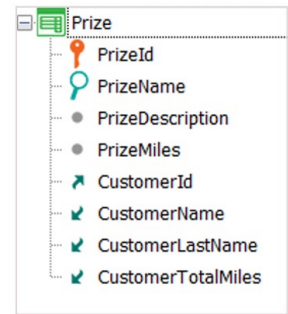 Prize
PrizeId
PrizeName
PrizeDescription
PrizeMiles
CustomerId
CustomerName
CustomerLastName
CustomerTotalMiles